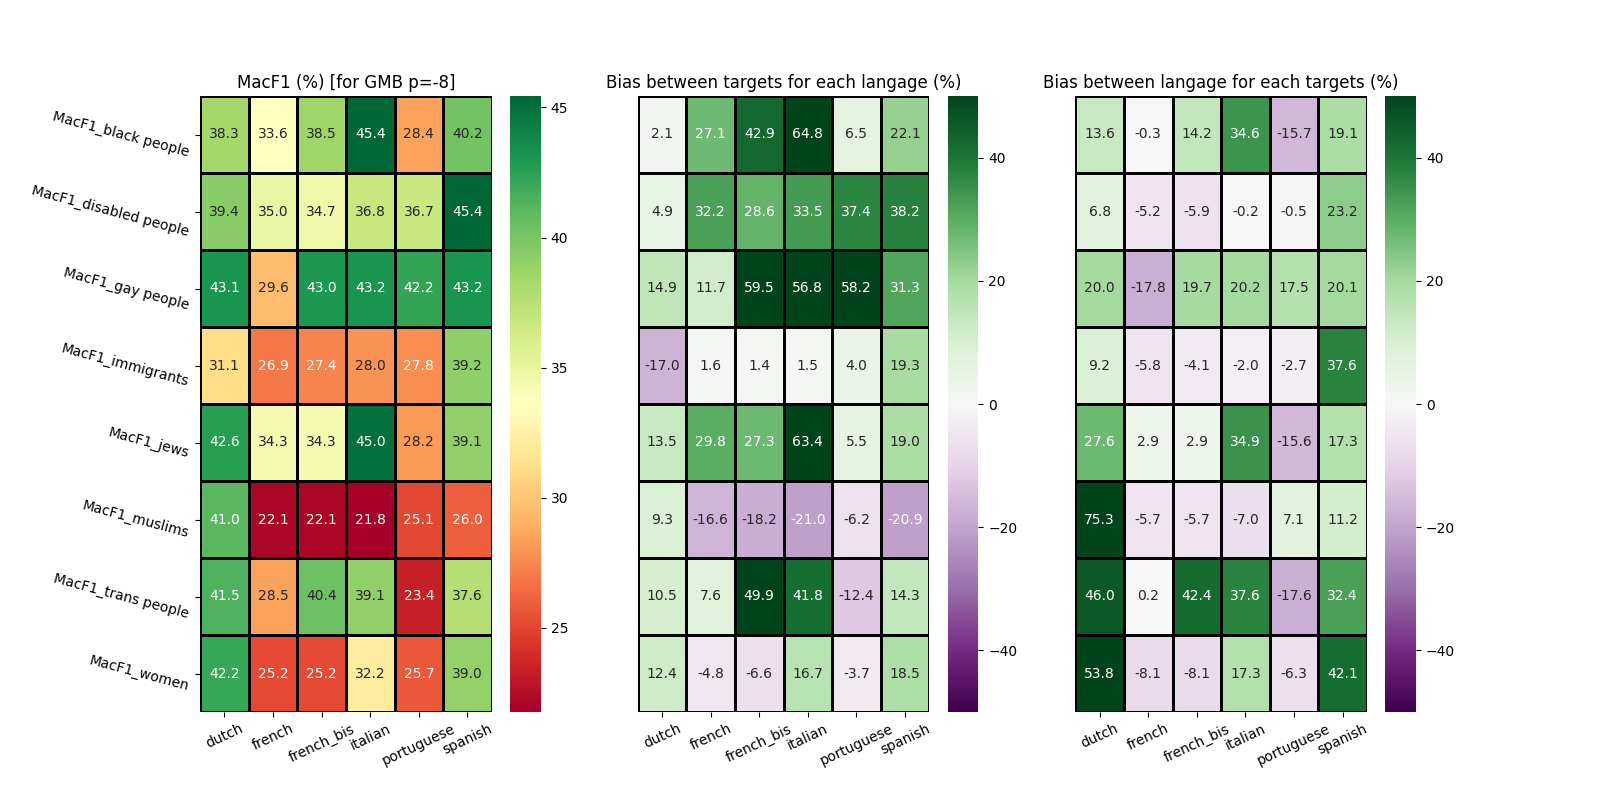 MacF1 (%) [for GMB p=-8]
Bias between targets for each langage (%)
Bias between langage for each targets (%)
MacF1_black people 38.3 33.6 38.5 45.4 28.4 40.2 2.1 27.1 42.9 64.8 6.5 22.1 13.6 -0.3 14.2 34.6 -15.7 19.1
MacF1_disabled people 39.4 35.0 34.7 36.8 36.7 45.4 4.9 32.2 28.6 33.5 37.4 38.2 6.8 -5.2 -5.9 -0.2 -0.5 23.2
MacF1_gay people 43.1 29.6 43.0 43.2 42.2 43.2 14.9 11.7 59.5 56.8 58.2 31.3 20.0 -17.8 19.7 20.2 17.5 20.1
MacF1_immigrants 31.1 26.9 27.4 28.0 27.8 39.2 -17.0 1.6 1.4 1.5 4.0 19.3 9.2 -5.8 -4.1 -2.0 -2.7 37.6
MacF1_jews 42.6 34.3 34.3 45.0 28.2 39.1 13.5 29.8 27.3 63.4 5.5 19.0 27.6 2.9 2.9 34.9 -15.6 17.3
MacF1_muslims 41.0 22.1 22.1 21.8 25.1 26.0 9.3 -16.6 -18.2 -21.0 -6.2 -20.9 75.3 -5.7 -5.7 -7.0 7.1 11.2
MacF1_trans people 41.5 28.5 40.4 39.1 23.4 37.6 10.5 7.6 49.9 41.8 -12.4 14.3 46.0 0.2 42.4 37.6 -17.6 32.4
MacF1_women 42.2 25.2 25.2 32.2 25.7 39.0 12.4 -4.8 -6.6 16.7 -3.7 18.5 53.8 -8.1 -8.1 17.3 -6.3 42.1
dutch french french_bis italian portuguese spanish
45
40
35
30
25
dutch french french_bis italian portuguese spanish
40
20
0
−20
−40
dutch french french_bis italian portuguese spanish
40
20
0
−20
−40